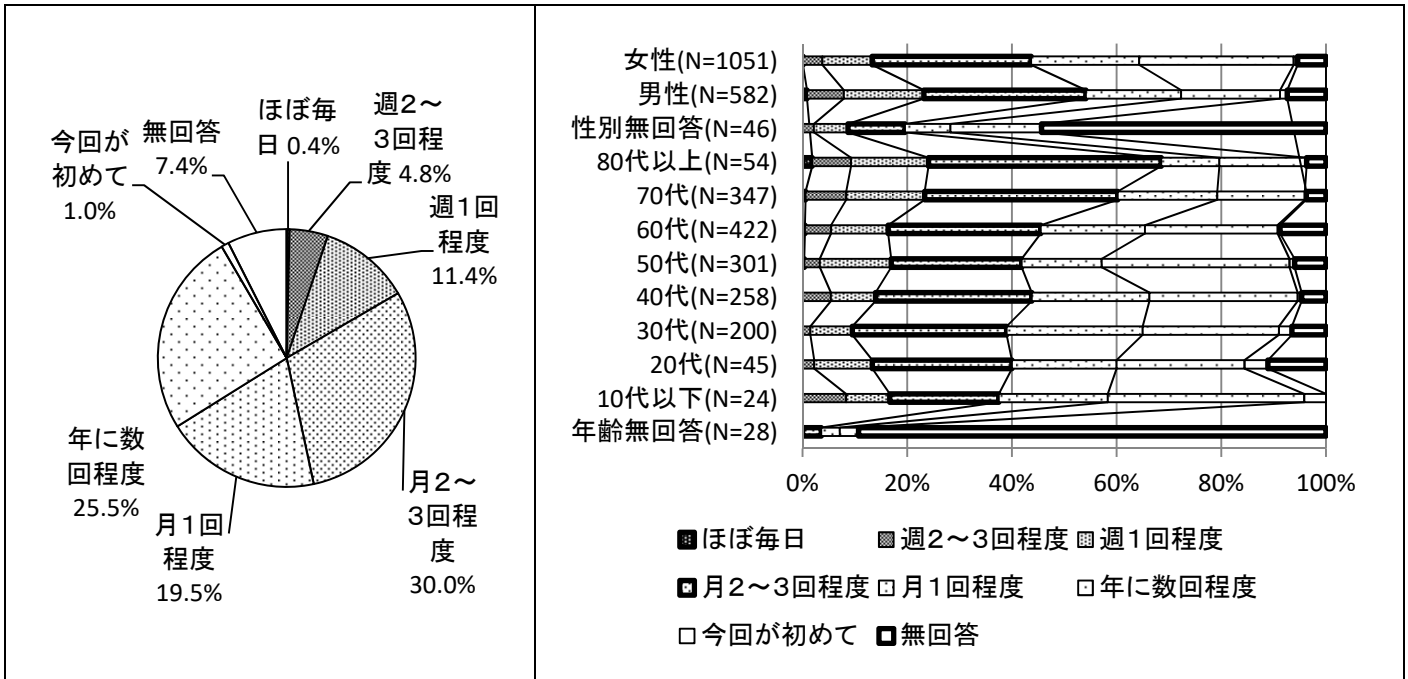 ほぼ毎
日 0.4%
週２～
３回程
度 4.8%
週１回
程度
11.4%
月２～
３回程
度
30.0%
月１回
程度
19.5%
年に数
回程度
25.5%
今回が
初めて
1.0%
無回答
7.4%
女性(N=1051)
男性(N=582)
性別無回答(N=46)
80代以上(N=54)
70代(N=347)
60代(N=422)
50代(N=301)
40代(N=258)
30代(N=200)
20代(N=45)
10代以下(N=24)
年齢無回答(N=28)
0% 20% 40% 60% 80% 100%
ほぼ毎日 週２～３回程度 週１回程度
月２～３回程度 月１回程度 年に数回程度
今回が初めて 無回答